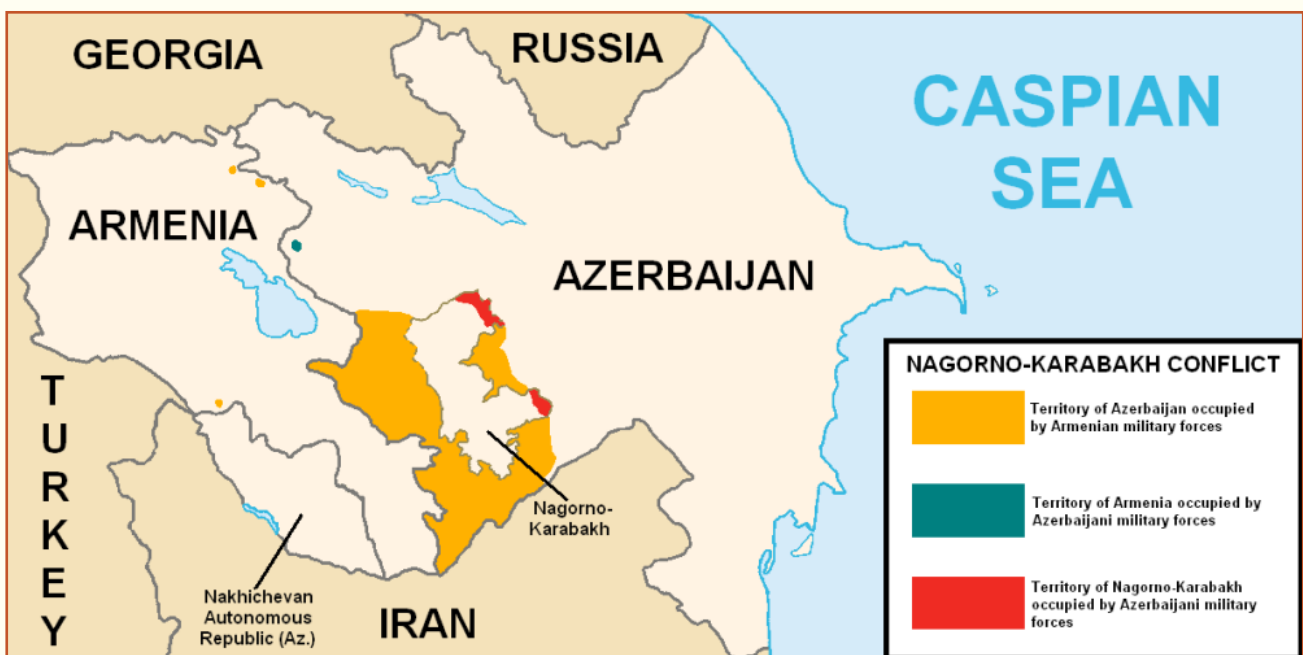 GEORGIA
RUSSIA
CASPIAN
SEA
ARMENIA
AZERBAIJAN
T
U
R
K
E
Y
Nagorno-
Karabakh
Nakhichevan
Autonomous
Republic (Az.)
IRAN
NAGORNO-KARABAKH CONFLICT
Territory of Azerbaijan occupied
by Armenian military forces
Territory of Armenia occupied by
Azerbaijani military forces
Territory of Nagorno-Karabakh
occupied by Azerbaijani military
forces